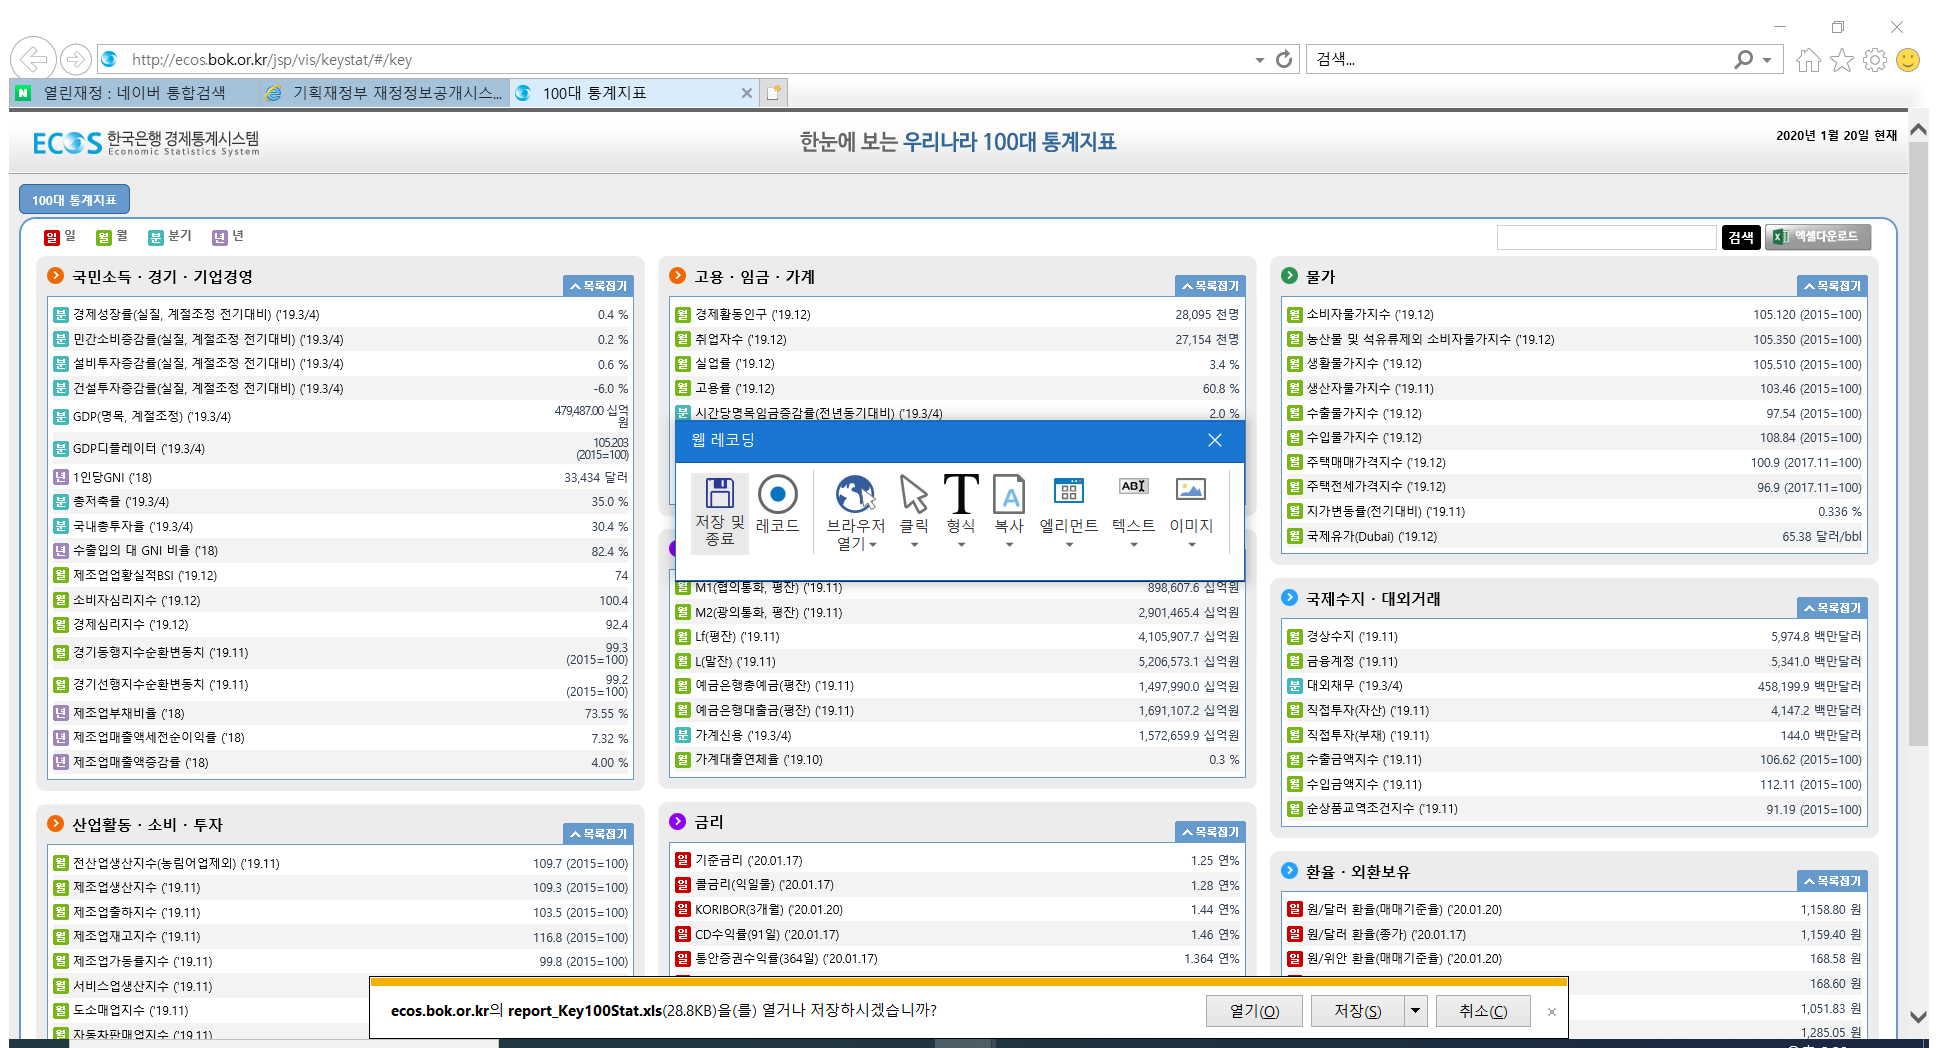 http://ecos.bok.or.kr/jsp/vis/keystat/#/key
검색...
열린재정 : 네이버 통합검색
기획재정부 재정정보공개시스...
100대 통계지표
ECOS 한국은행 경제통계시스템
Economic Statistics System
한눈에 보는 우리나라 100대 통계지표
2020년 1월 20일 현재
100대 통계지표
일 일 월 월 분 분기 년 년
검색
엑셀다운로드
국민소득 · 경기 · 기업경영
목록접기
분 경제성장률(실질, 계절조정 전기대비) ('19.3/4) 0.4 %
분 민간소비증감률(실질, 계절조정 전기대비) ('19.3/4) 0.2 %
분 설비투자증감률(실질, 계절조정 전기대비) ('19.3/4) 0.6 %
분 건설투자증감률(실질, 계절조정 전기대비) ('19.3/4) -6.0 %
분 GDP(명목, 계절조정) ('19.3/4) 479,487.00 십억
원
분 GDP디플레이터 ('19.3/4) 105.203
(2015=100)
년 1인당GNI ('18) 33,434 달러
분 총저축률 ('19.3/4) 35.0 %
분 국내총투자율 ('19.3/4) 30.4 %
년 수출입의 대 GNI 비율 ('18) 82.4 %
월 제조업업황실적BSI ('19.12) 74
월 소비자심리지수 ('19.12) 100.4
월 경제심리지수 ('19.12) 92.4
월 경기동행지수순환변동치 ('19.11) 99.3
(2015=100)
월 경기선행지수순환변동치 ('19.11) 99.2
(2015=100)
년 제조업부채비율 ('18) 73.55 %
년 제조업매출액세전순이익률 ('18) 7.32 %
년 제조업매출액증감률 ('18) 4.00 %
산업활동 · 소비 · 투자
목록접기
월 전산업생산지수(농림어업제외) ('19.11) 109.7 (2015=100)
월 제조업생산지수 ('19.11) 109.3 (2015=100)
월 제조업출하지수 ('19.11) 103.5 (2015=100)
월 제조업재고지수 ('19.11) 116.8 (2015=100)
월 제조업가동률지수 ('19.11) 99.8 (2015=100)
월 서비스업생산지수 ('19.11)
월 도소매업지수 ('19.11)
월 자동차판매업지수 ('19.11)
고용 · 임금 · 가계
목록접기
월 경제활동인구 ('19.12) 28,095 천명
월 취업자수 ('19.12) 27,154 천명
월 실업률 ('19.12) 3.4 %
월 고용률 ('19.12) 60.8 %
분 시간당명목임금증감률(전년동기대비) ('19.3/4) 2.0 %
웹 레코딩
저장 및
종료
레코드
브라우저
열기
클릭
형식
복사
엘리먼트
텍스트
이미지
월 M1(협의통화, 평잔) ('19.11) 898,607.6 십억원
월 M2(광의통화, 평잔) ('19.11) 2,901,465.4 십억원
월 Lf(평잔) ('19.11) 4,105,907.7 십억원
월 L(말잔) ('19.11) 5,206,573.1 십억원
월 예금은행총예금(평잔) ('19.11) 1,497,990.0 십억원
월 예금은행대출금(평잔) ('19.11) 1,691,107.2 십억원
분 가계신용 ('19.3/4) 1,572,659.9 십억원
월 가계대출연체율 ('19.10) 0.3 %
금리
목록접기
일 기준금리 ('20.01.17) 1.25 연%
일 콜금리(익일물) ('20.01.17) 1.28 연%
일 KORIBOR(3개월) ('20.01.20) 1.44 연%
일 CD수익률(91일) ('20.01.17) 1.46 연%
일 통안증권수익률(364일) ('20.01.17) 1.364 연%
물가
목록접기
월 소비자물가지수 ('19.12) 105.120 (2015=100)
월 농산물 및 석유류제외 소비자물가지수 ('19.12) 105.350 (2015=100)
월 생활물가지수 ('19.12) 105.510 (2015=100)
월 생산자물가지수 ('19.11) 103.46 (2015=100)
월 수출물가지수 ('19.12) 97.54 (2015=100)
월 수입물가지수 ('19.12) 108.84 (2015=100)
월 주택매매가격지수 ('19.12) 100.9 (2017.11=100)
월 주택전세가격지수 ('19.12) 96.9 (2017.11=100)
월 지가변동률(전기대비) ('19.11) 0.336 %
월 국제유가(Dubai) ('19.12) 65.38 달러/bbl
국제수지 · 대외거래
목록접기
월 경상수지 ('19.11) 5,974.8 백만달러
월 금융계정 ('19.11) 5,341.0 백만달러
분 대외채무 ('19.3/4) 458,199.9 백만달러
월 직접투자(자산) ('19.11) 4,147.2 백만달러
월 직접투자(부채) ('19.11) 144.0 백만달러
월 수출금액지수 ('19.11) 106.62 (2015=100)
월 수입금액지수 ('19.11) 112.11 (2015=100)
월 순상품교역조건지수 ('19.11) 91.19 (2015=100)
환율 · 외환보유
목록접기
일 원/달러 환율(매매기준율) ('20.01.20) 1,158.80 원
일 원/달러 환율(종가) ('20.01.17) 1,159.40 원
일 원/위안 환율(매매기준율) ('20.01.20) 168.58 원
168.60 원
1,051.83 원
1,285.05 원
ecos.bok.or.kr의 report_Key100Stat.xls(28.8KB)을(를) 열거나 저장하시겠습니까?
열기(O)
저장(S)
취소(C)